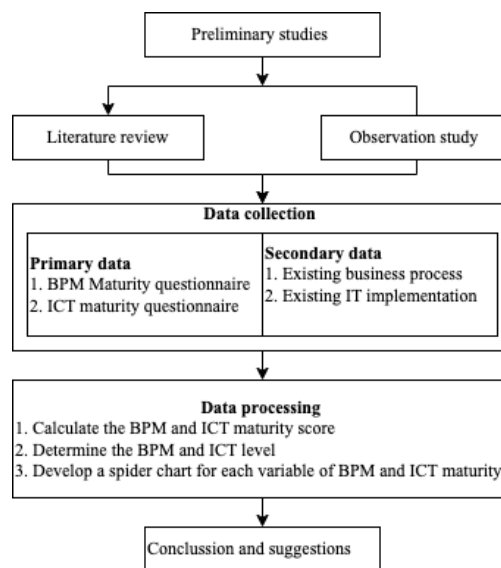 Preliminary studies
Literature review
Observation study
Data collection
Primary data
1. BPM Maturity questionnaire
2. ICT maturity questionnaire
Secondary data
1. Existing business process
2. Existing IT implementation
Data processing
1. Calculate the BPM and ICT maturity score
2. Determine the BPM and ICT level
3. Develop a spider chart for each variable of BPM and ICT maturity
Conclussion and suggestions